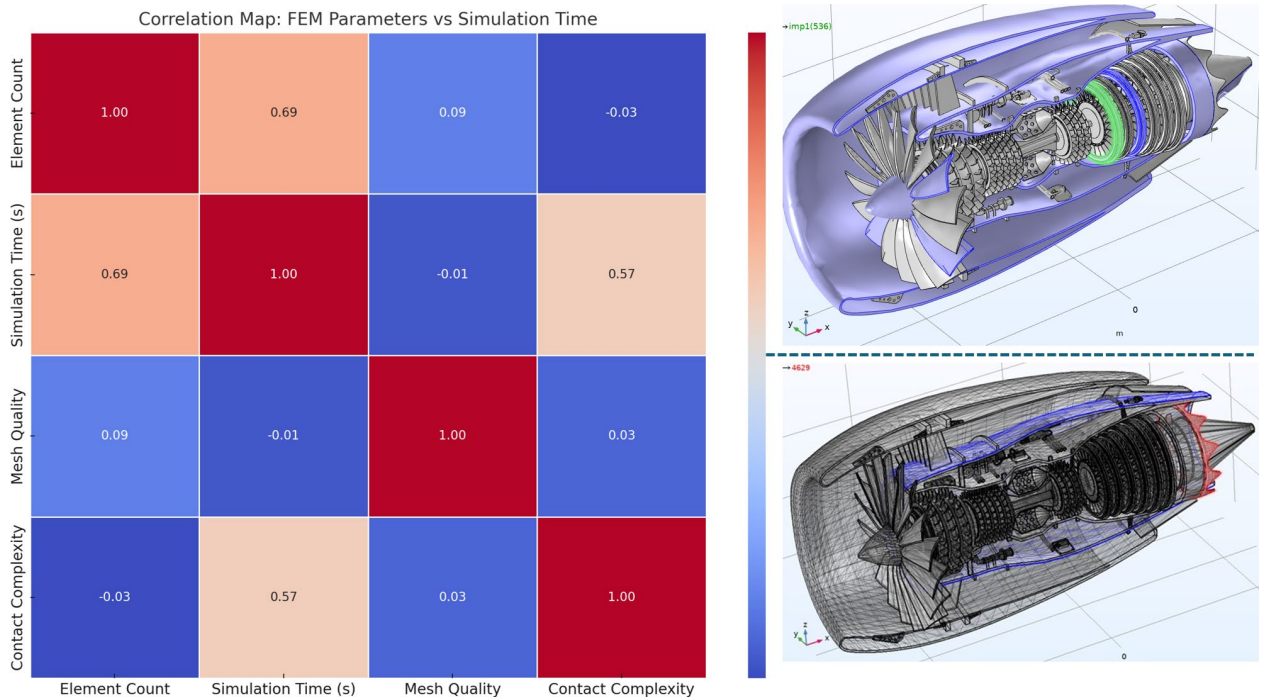 Correlation Map: FEM Parameters vs Simulation Time
Element Count
1.00 0.69 0.09 -0.03
Simulation Time (s)
0.69 1.00 -0.01 0.57
Mesh Quality
0.09 -0.01 1.00 0.03
Contact Complexity
-0.03 0.57 0.03 1.00
Element Count Simulation Time (s) Mesh Quality Contact Complexity
→imp1(536)
0
m
z
y x
→4629
0
z
y x